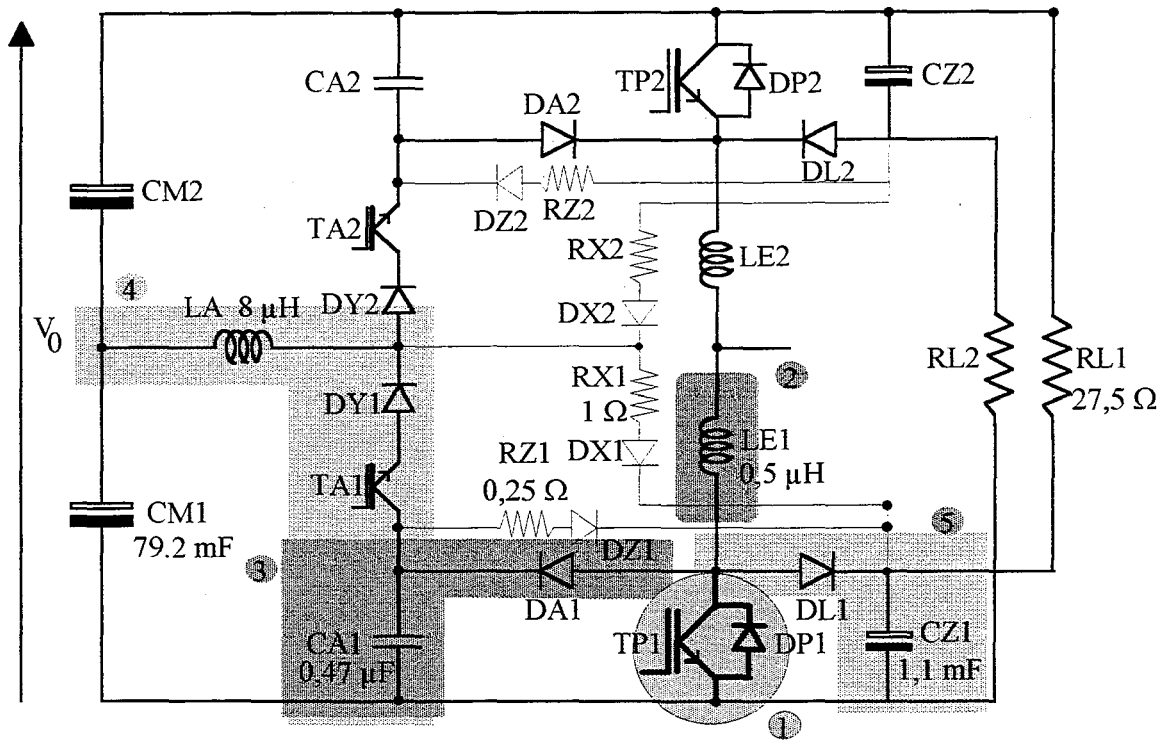 CA2
TP2
DP2
CZ2
DA2
DL2
CM2
DZ2
RZ2
TA2
RX2
LE2
4
LA 8 µH
DY2
DX2
V0
RX1
1 Ω
2
RL2
RL1
27,5 Ω
DY1
DX1
LE1
0,5 µH
RZ1
0,25 Ω
TA1
CM1
79.2 mF
5
3
DZ1
DA1
DL1
CA1
0,47 µF
TP1
DP1
CZ1
1,1 mF
1